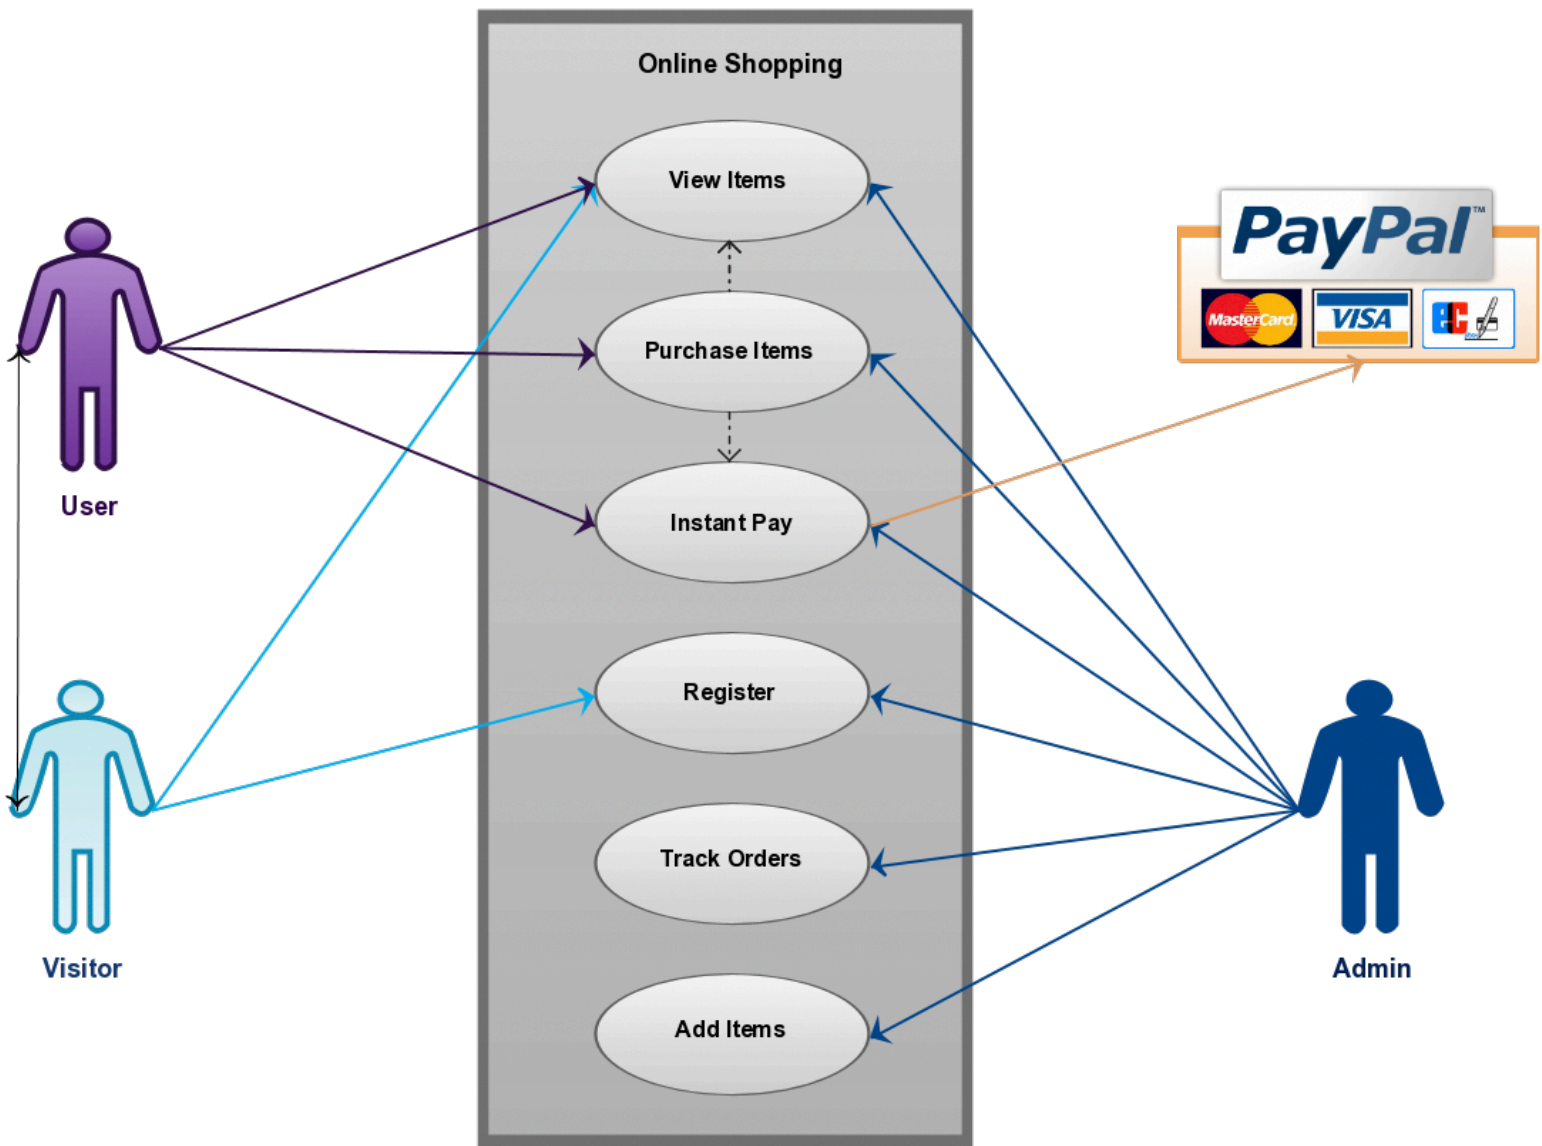 Online Shopping
View Items
PayPal™
MasterCard
VISA
ec
Purchase Items
User
Instant Pay
Register
Track Orders
Visitor
Admin
Add Items